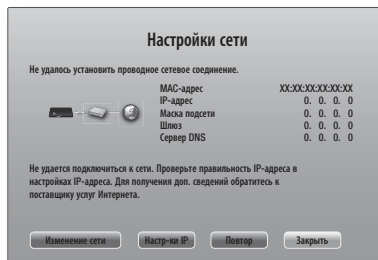 Настройки сети
Не удалось установить проводное сетевое соединение.
MAC-адрес XX:XX:XX:XX:XX:XX
IP-адрес 0. 0. 0. 0
Маска подсети 0. 0. 0. 0
Шлюз 0. 0. 0. 0
Сервер DNS 0. 0. 0. 0
Не удается подключиться к сети. Проверьте правильность IP-адреса в
настройках IP-адреса. Для получения доп. сведений обратитесь к
поставщику услуг Интернета.
Изменение сети Настр-ки IP Повтор Закрыть